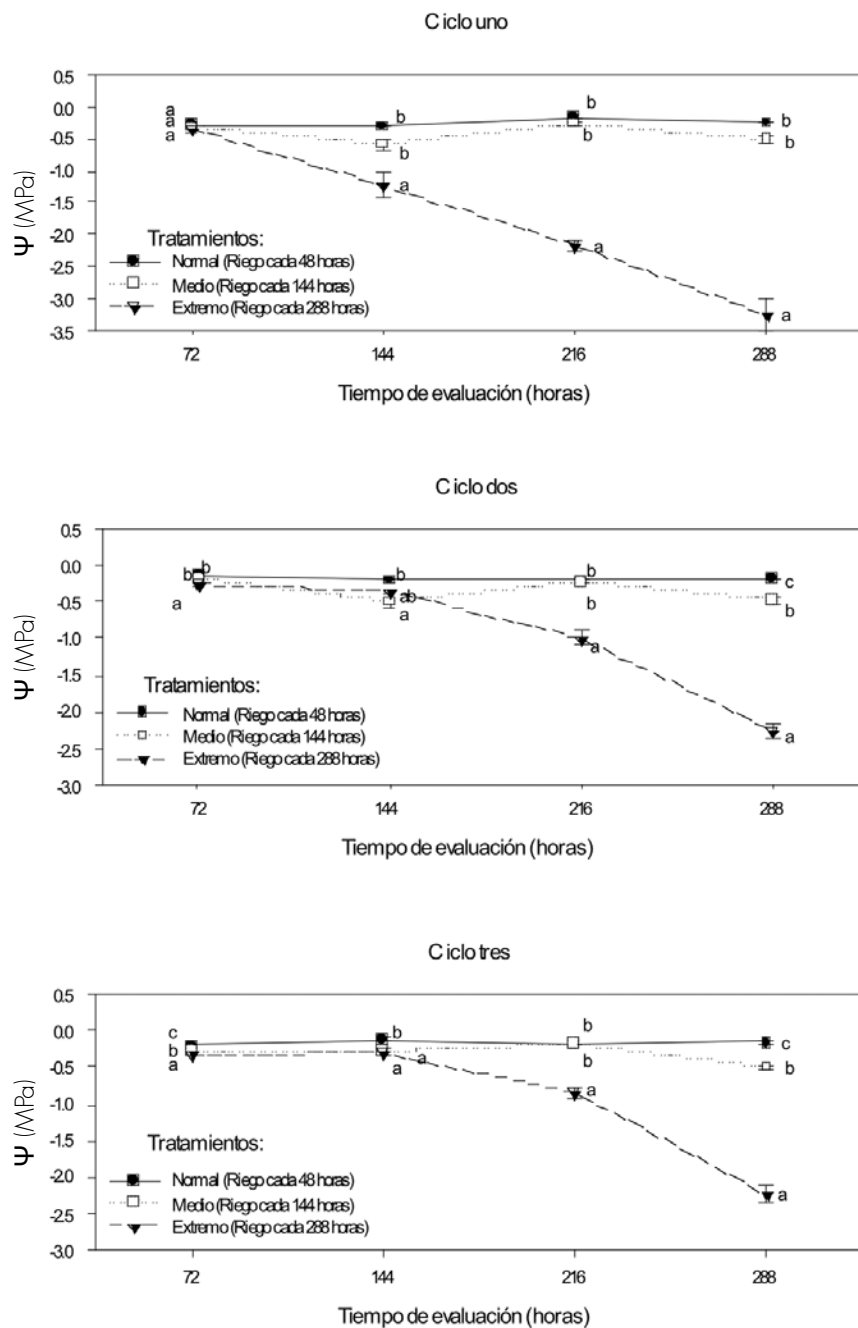 Ciclo uno
0.5
0.0
-0.5
-1.0
-1.5
-2.0
-2.5
-3.0
-3.5
Ψ (MPa)
a
a
a
b
b
a
b
b
a
b
b
a
Tratamientos:
Normal (Riego cada 48 horas)
Medio (Riego cada 144 horas)
Extremo (Riego cada 288 horas)
72 144 216 288
Tiempo de evaluación (horas)
Ciclo dos
0.5
0.0
-0.5
-1.0
-1.5
-2.0
-2.5
-3.0
Ψ (MPa)
b
b
a
b
ab
a
b
b
a
c
b
a
Tratamientos:
Normal (Riego cada 48 horas)
Medio (Riego cada 144 horas)
Extremo (Riego cada 288 horas)
72 144 216 288
Tiempo de evaluación (horas)
Ciclo tres
0.5
0.0
-0.5
-1.0
-1.5
-2.0
-2.5
-3.0
Ψ (MPa)
c
b
a
b
a
a
b
b
a
c
b
a
Tratamientos:
Normal (Riego cada 48 horas)
Medio (Riego cada 144 horas)
Extremo (Riego cada 288 horas)
72 144 216 288
Tiempo de evaluación (horas)